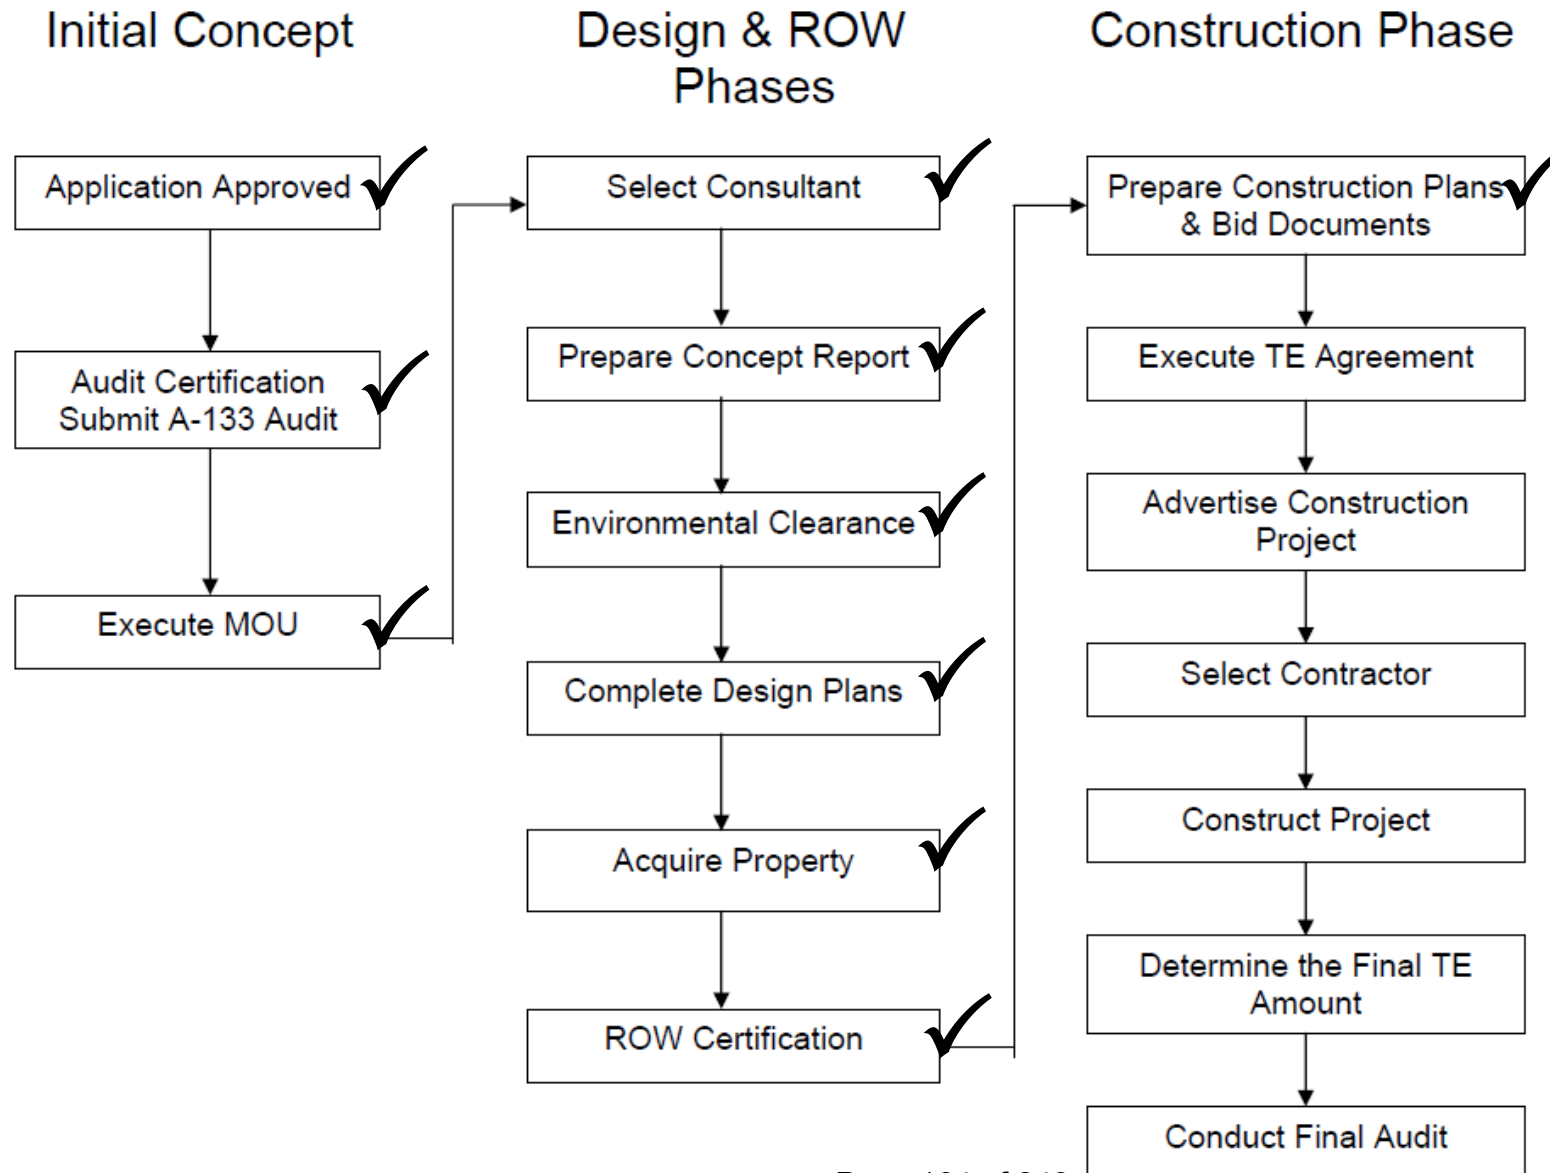 Initial Concept
Application Approved
Audit Certification
Submit A-133 Audit
Execute MOU
Design & ROW
Phases
Select Consultant
Prepare Concept Report
Environmental Clearance
Complete Design Plans
Acquire Property
ROW Certification
Construction Phase
Prepare Construction Plans
& Bid Documents
Execute TE Agreement
Advertise Construction
Project
Select Contractor
Construct Project
Determine the Final TE
Amount
Conduct Final Audit